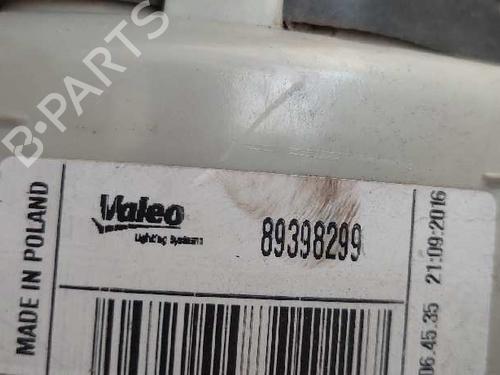 B-PARTS
MADE IN POLAND
Valeo
Lighting Systems
89398299
06.45.35 21:09:2016